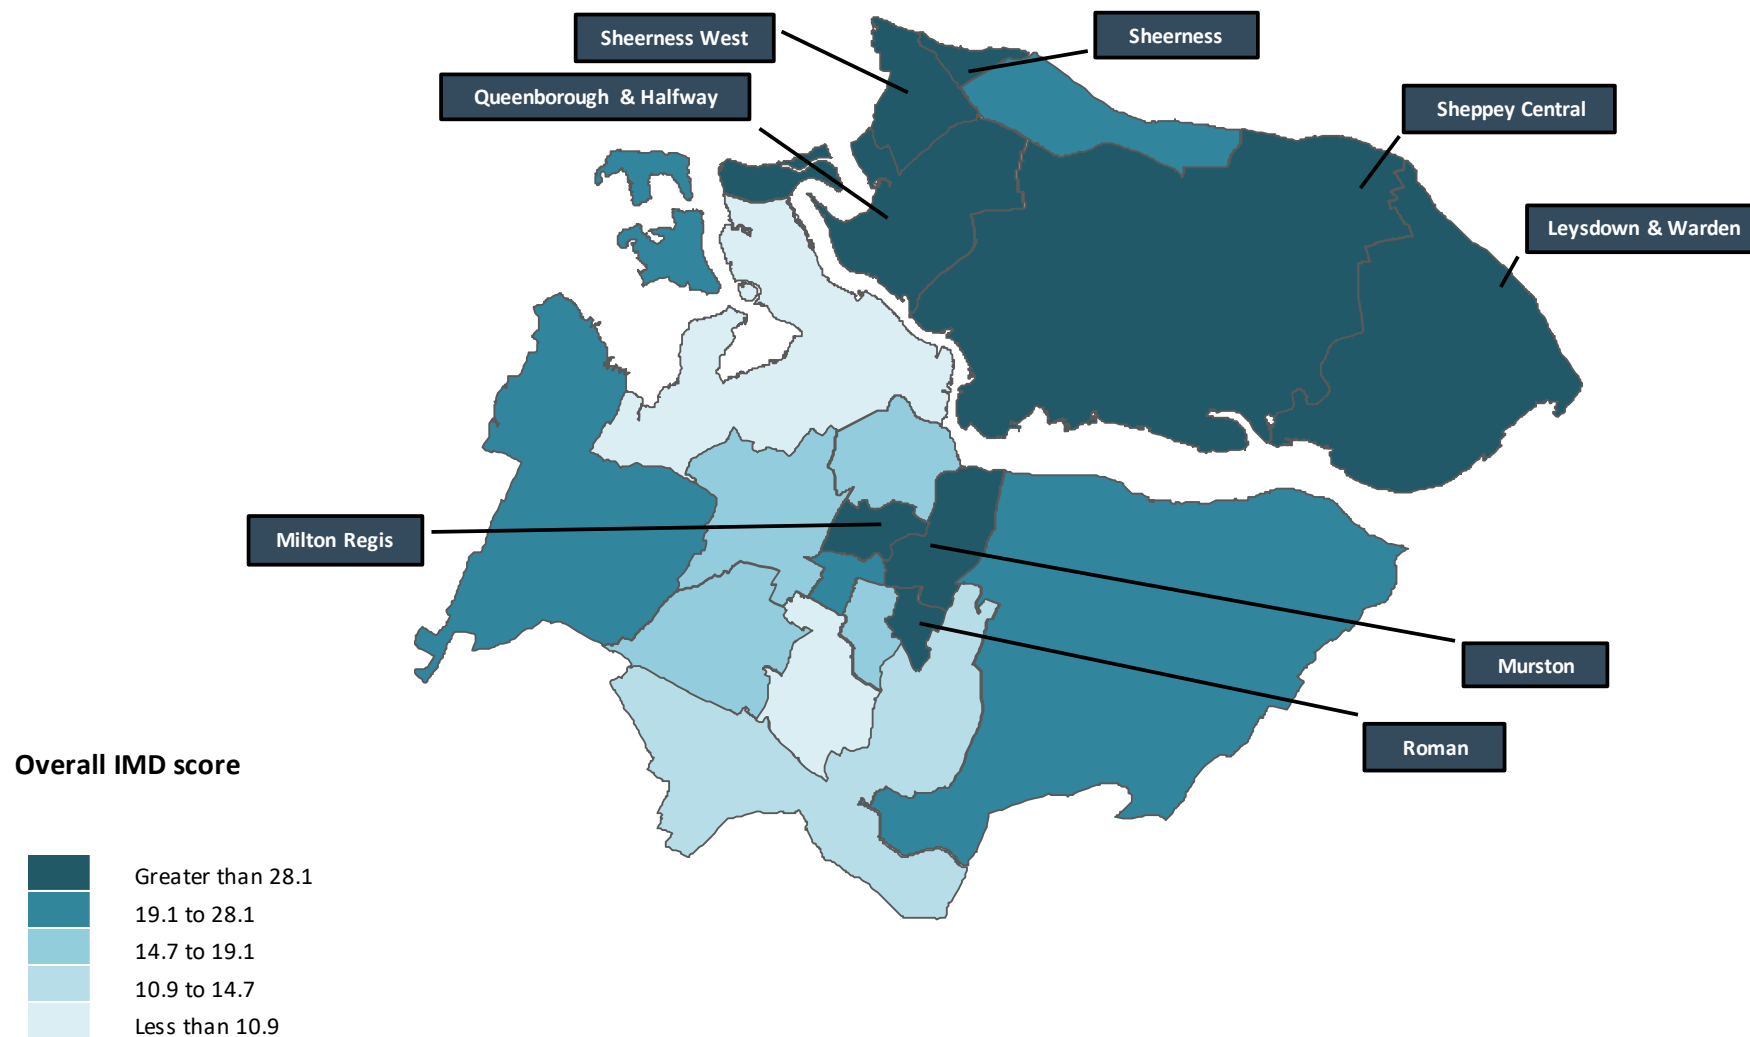 Sheerness West
Sheerness
Queenborough & Halfway
Sheppey Central
Leysdown & Warden
Milton Regis
Murston
Roman
Overall IMD score
Greater than 28.1
19.1 to 28.1
14.7 to 19.1
10.9 to 14.7
Less than 10.9